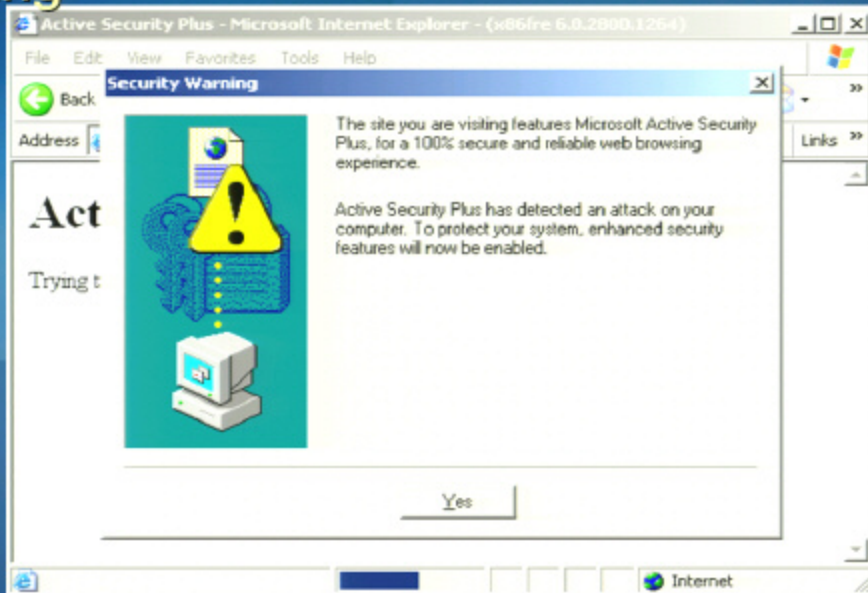 ng
Active Security Plus - Microsoft Internet Explorer - (x86fre 6.0.2800.1264)
File Edit View Favorites Tools Help
Back
»
Address
Links »
Security Warning
The site you are visiting features Microsoft Active Security
Plus, for a 100% secure and reliable web browsing
experience.
Active Security Plus has detected an attack on your
computer. To protect your system, enhanced security
features will now be enabled.
Act
Trying t
Yes
Internet